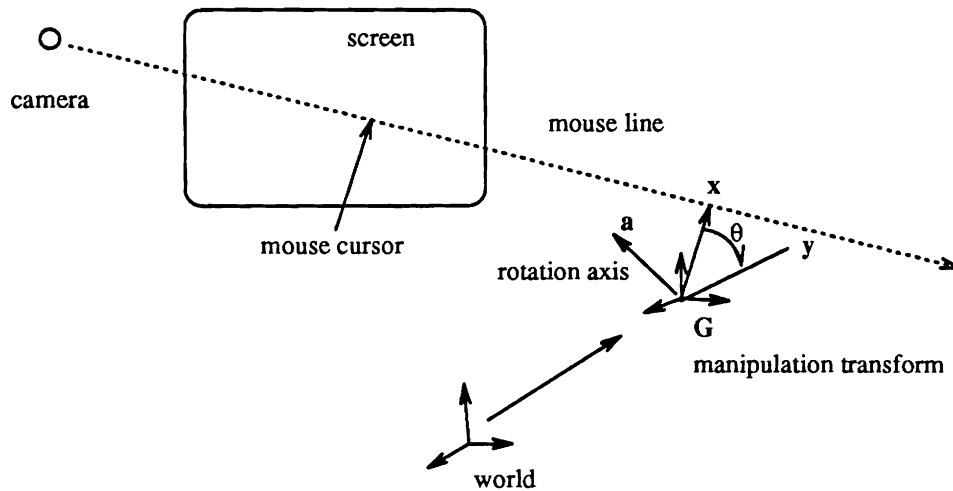 screen
camera
mouse line
x
mouse cursor
a
θ
y
rotation axis
G
manipulation transform
world